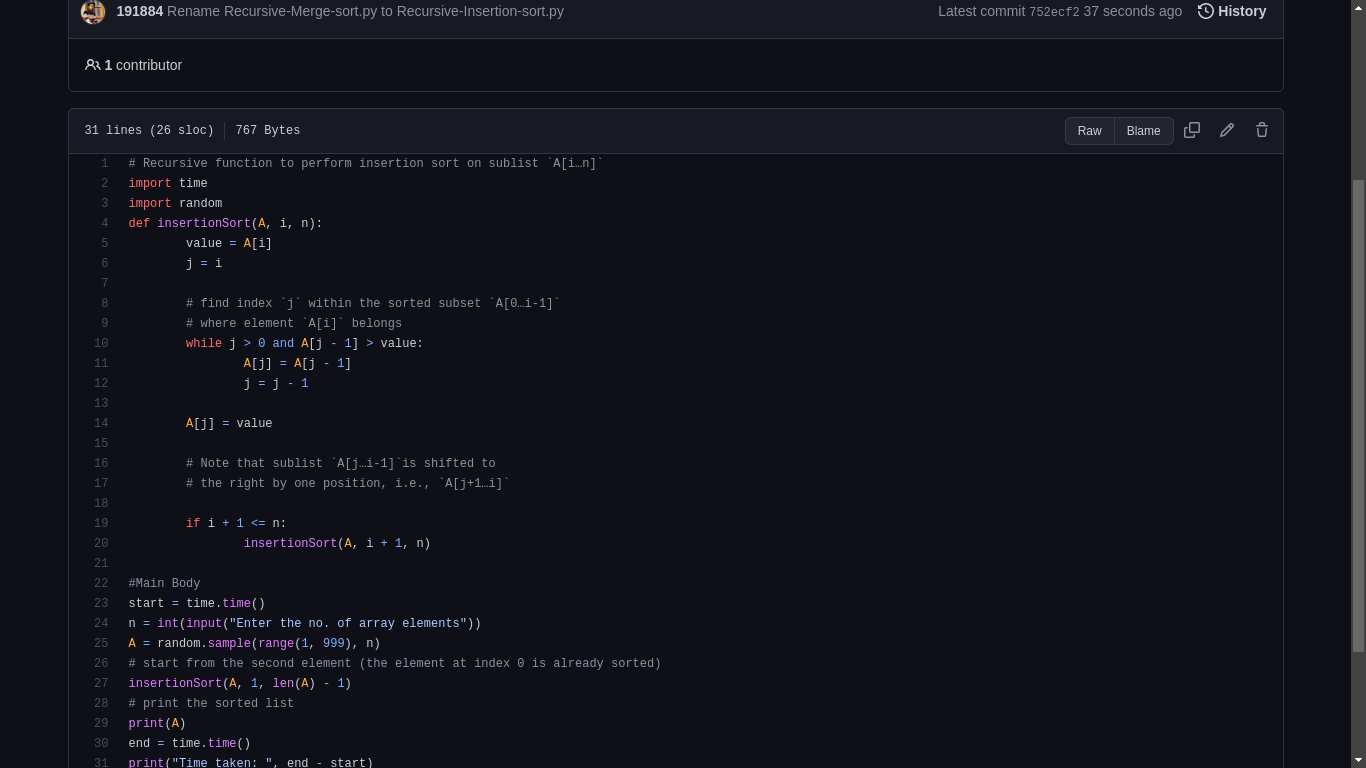 191884 Rename Recursive-Merge-sort.py to Recursive-Insertion-sort.py Latest commit 752ecf2 37 seconds ago History
1 contributor
31 lines (26 sloc) 767 Bytes Raw Blame
1 # Recursive function to perform insertion sort on sublist `A[i…n]`
2 import time
3 import random
4 def insertionSort(A, i, n):
5 value = A[i]
6 j = i
7
8 # find index `j` within the sorted subset `A[0…i-1]`
9 # where element `A[i]` belongs
10 while j > 0 and A[j - 1] > value:
11 A[j] = A[j - 1]
12 j = j - 1
13
14 A[j] = value
15
16 # Note that sublist `A[j…i-1]`is shifted to
17 # the right by one position, i.e., `A[j+1…i]`
18
19 if i + 1 <= n:
20 insertionSort(A, i + 1, n)
21
22 #Main Body
23 start = time.time()
24 n = int(input("Enter the no. of array elements"))
25 A = random.sample(range(1, 999), n)
26 # start from the second element (the element at index 0 is already sorted)
27 insertionSort(A, 1, len(A) - 1)
28 # print the sorted list
29 print(A)
30 end = time.time()
31 print("Time taken: ", end - start)